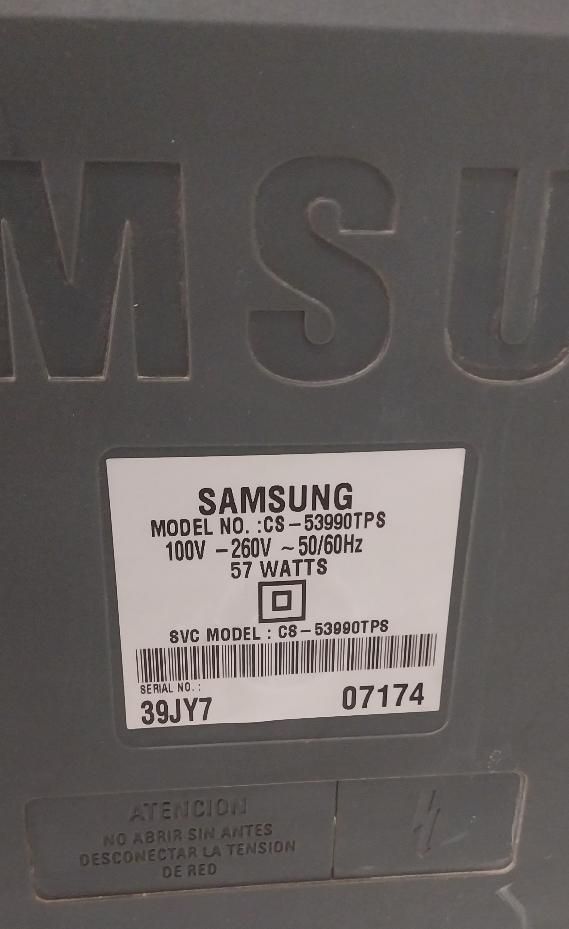 MSU
SAMSUNG
MODEL NO. :CS-53990TPS
100V -260V ~50/60Hz
57 WATTS
SVC MODEL : CS-53990TPS
SERIAL NO. :
39JY7 07174
ATENCION
NO ABRIR SIN ANTES
DESCONECTAR LA TENSION
DE RED